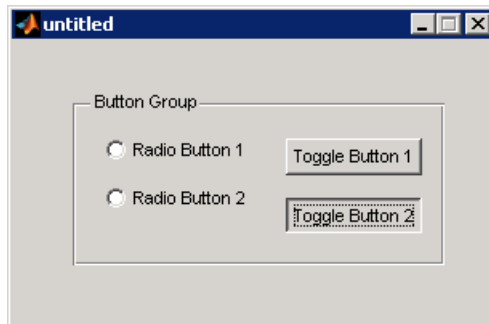 untitled
Button Group
Radio Button 1
Toggle Button 1
Radio Button 2
Toggle Button 2